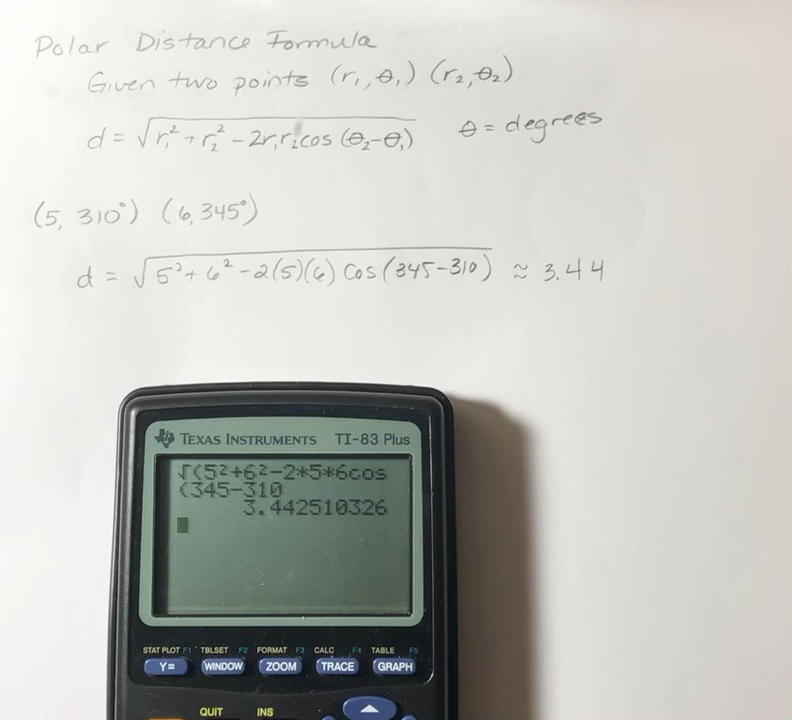 Polar Distance Formula
Given two points (r₁, θ₁) (r₂, θ₂)
d = √r₁² + r₂² - 2r₁r₂cos (θ₂-θ₁) θ = degrees
(5, 310°) (6, 345°)
d = √5² + 6² - 2(5)(6) cos (345-310) ≈ 3.44
TEXAS INSTRUMENTS TI-83 Plus
√(5²+6²-2*5*6cos
(345-310
3.442510326
STAT PLOT F1 TBLSET F2 FORMAT F3 CALC F4 TABLE F5
Y= WINDOW ZOOM TRACE GRAPH
QUIT INS